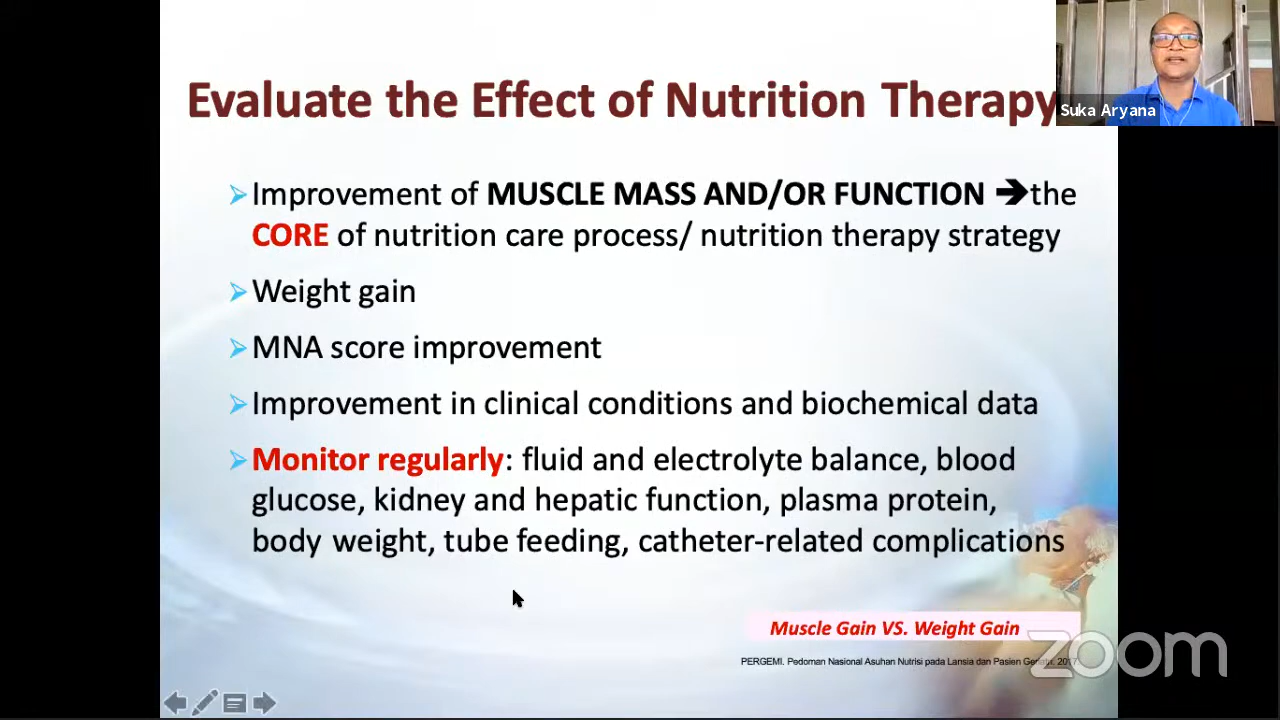 Evaluate the Effect of Nutrition Therapy
Suka Aryana
➢Improvement of MUSCLE MASS AND/OR FUNCTION ➔the
CORE of nutrition care process/ nutrition therapy strategy
➢Weight gain
➢MNA score improvement
➢Improvement in clinical conditions and biochemical data
➢Monitor regularly: fluid and electrolyte balance, blood
glucose, kidney and hepatic function, plasma protein,
body weight, tube feeding, catheter-related complications
Muscle Gain VS. Weight Gain
PERGEMI. Pedoman Nasional Asuhan Nutrisi pada Lansia dan Pasien Geriatri. 2017.
zoom